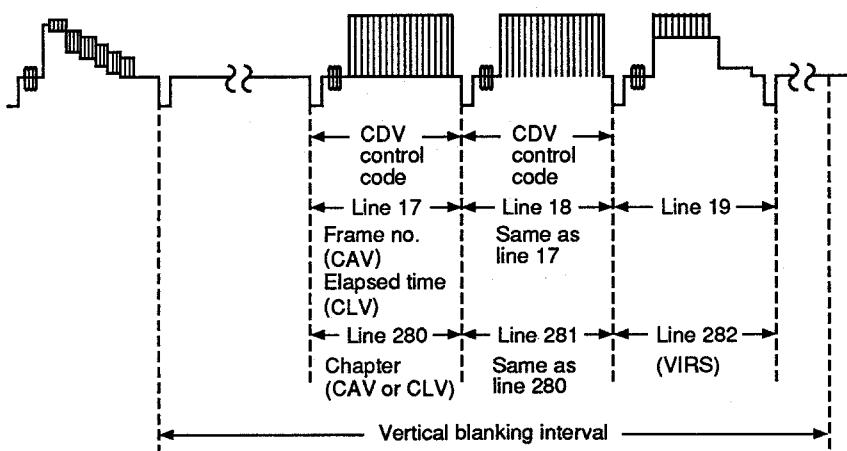 CDV
control
code
CDV
control
code
Line 17
Line 18
Line 19
Frame no.
(CAV)
Elapsed time
(CLV)
Same as
line 17
Line 280
Line 281
Line 282
Chapter
(CAV or CLV)
Same as
line 280
(VIRS)
Vertical blanking interval